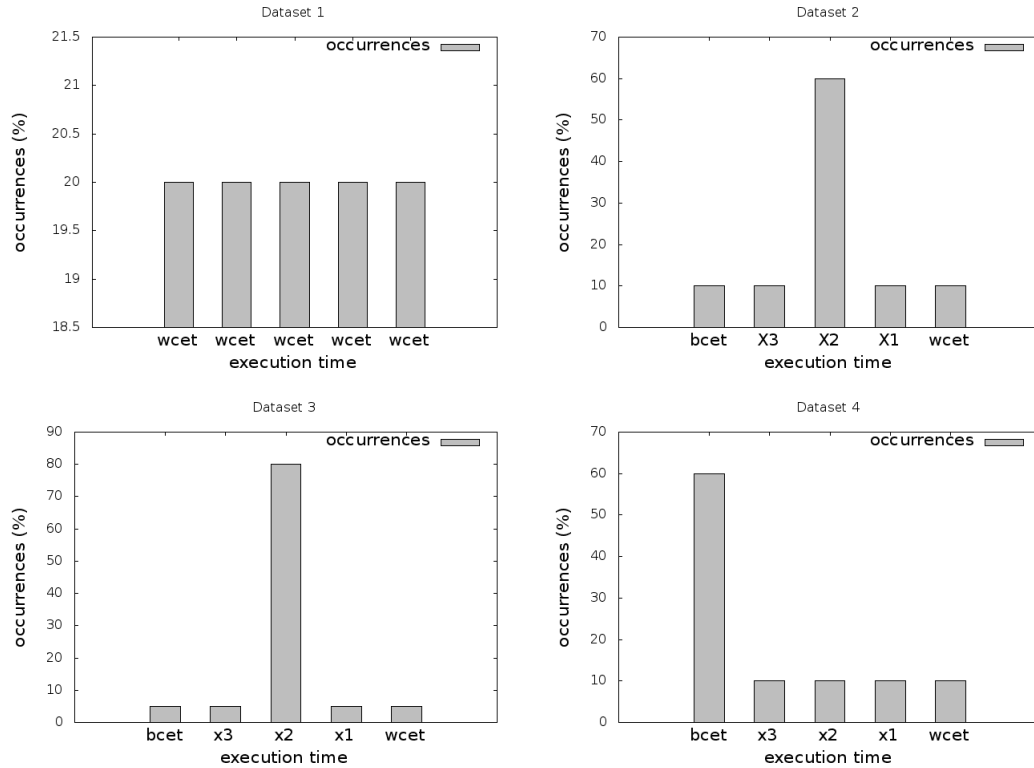 Dataset 1
21.5
21
20.5
20
19.5
19
18.5
occurrences (%)
occurrences
wcet wcet wcet wcet wcet
execution time
Dataset 2
70
60
50
40
30
20
10
0
occurrences (%)
occurrences
bcet X3 X2 X1 wcet
execution time
Dataset 3
90
80
70
60
50
40
30
20
10
0
occurrences (%)
occurrences
bcet x3 x2 x1 wcet
execution time
Dataset 4
70
60
50
40
30
20
10
0
occurrences (%)
occurrences
bcet x3 x2 x1 wcet
execution time